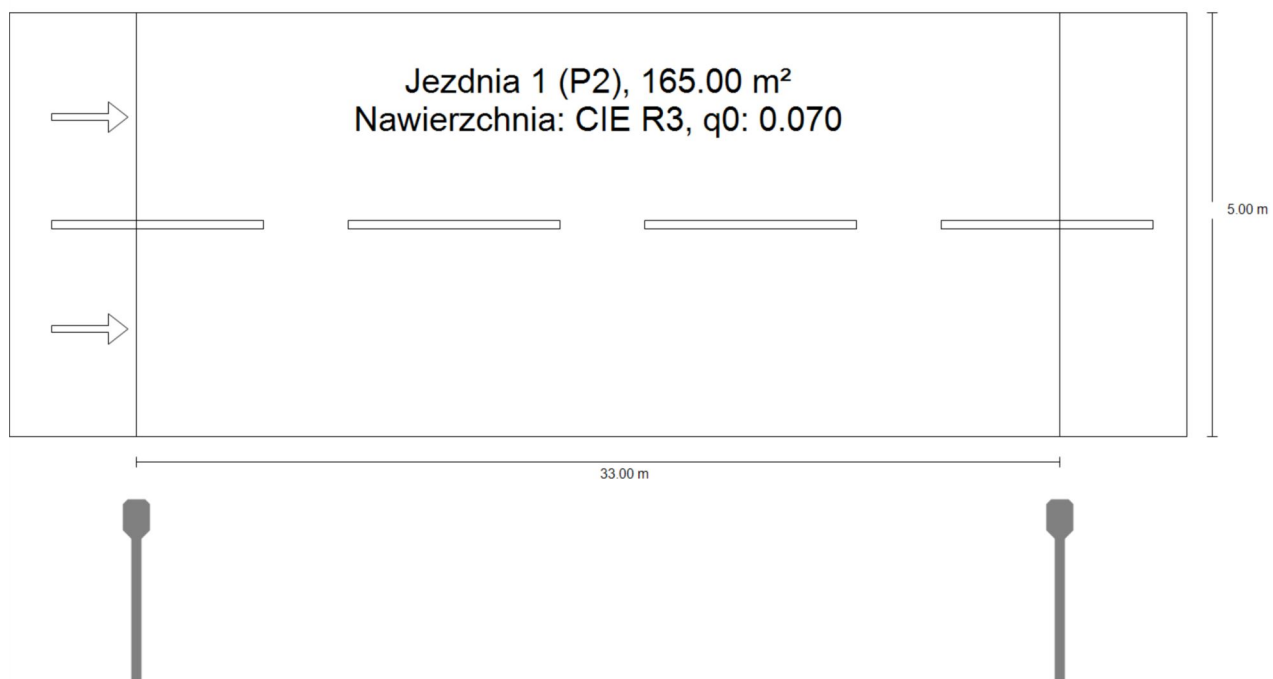 Jezdnia 1 (P2), 165.00 m²
Nawierzchnia: CIE R3, q0: 0.070
5.00 m
33.00 m